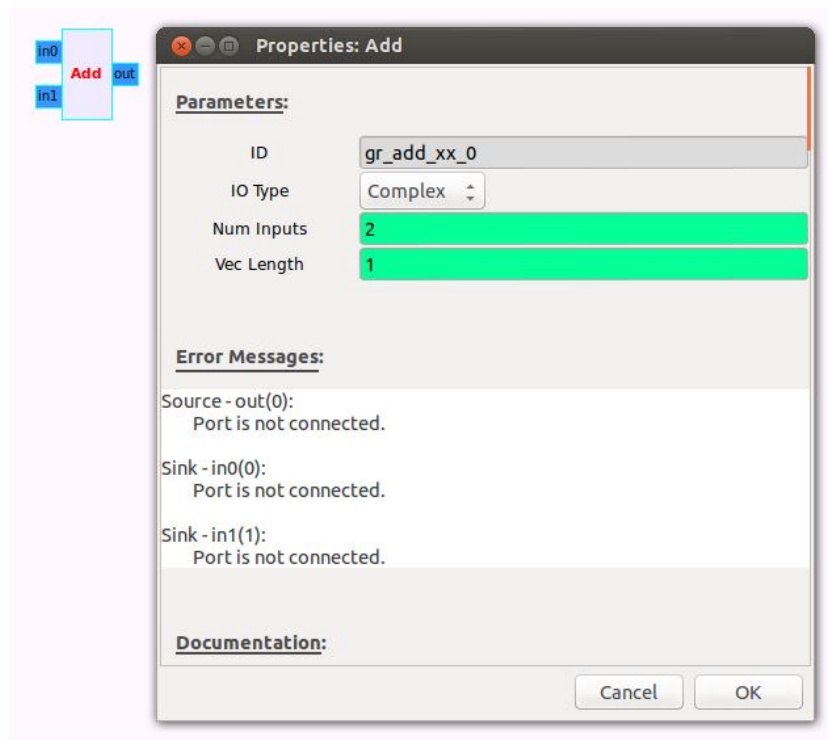 in0
Add
out
in1
Properties: Add
Parameters:
ID
gr_add_xx_0
IO Type
Complex
Num Inputs
2
Vec Length
1
Error Messages:
Source - out(0):
Port is not connected.
Sink - in0(0):
Port is not connected.
Sink - in1(1):
Port is not connected.
Documentation:
Cancel
OK